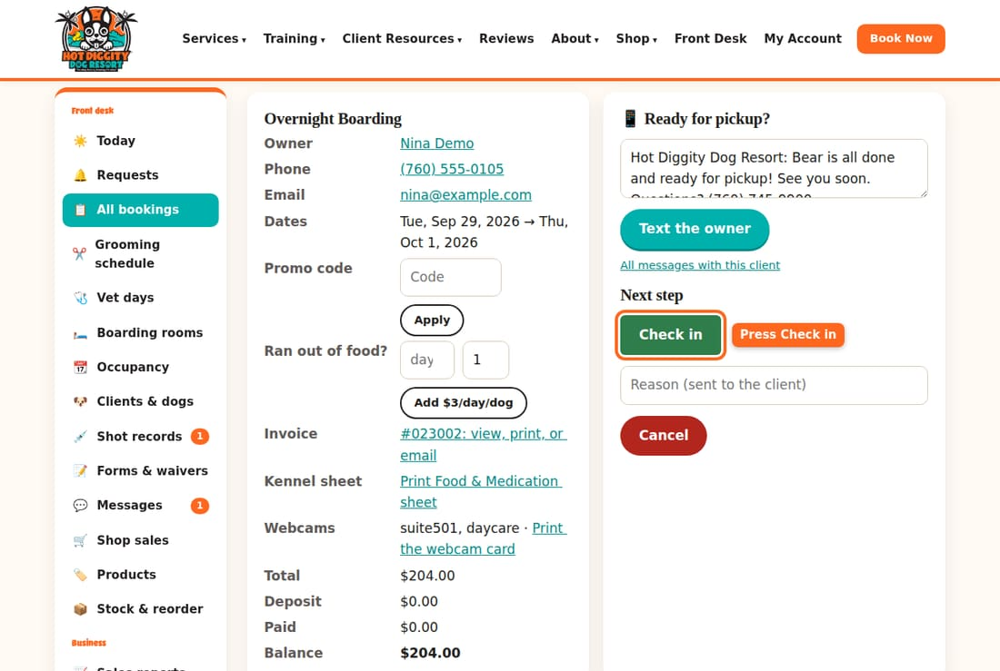 HOT DIGGITY
DOG RESORT
Services ▾
Training ▾
Client Resources ▾
Reviews
About ▾
Shop ▾
Front Desk
My Account
Book Now
Front desk
Today
Requests
All bookings
Grooming
schedule
Vet days
Boarding rooms
Occupancy
Clients & dogs
Shot records 1
Forms & waivers
Messages 1
Shop sales
Products
Stock & reorder
Business
Sales reports
Overnight Boarding
Owner Nina Demo
Phone (760) 555-0105
Email nina@example.com
Dates Tue, Sep 29, 2026 → Thu,
Oct 1, 2026
Promo code Code
Apply
Ran out of food? day 1
Add $3/day/dog
Invoice #023002: view, print, or
email
Kennel sheet Print Food & Medication
sheet
Webcams suite501, daycare · Print
the webcam card
Total $204.00
Deposit $0.00
Paid $0.00
Balance $204.00
Ready for pickup?
Hot Diggity Dog Resort: Bear is all done
and ready for pickup! See you soon.
Questions? (760) 745-9900
Text the owner
All messages with this client
Next step
Check in
Press Check in
Reason (sent to the client)
Cancel